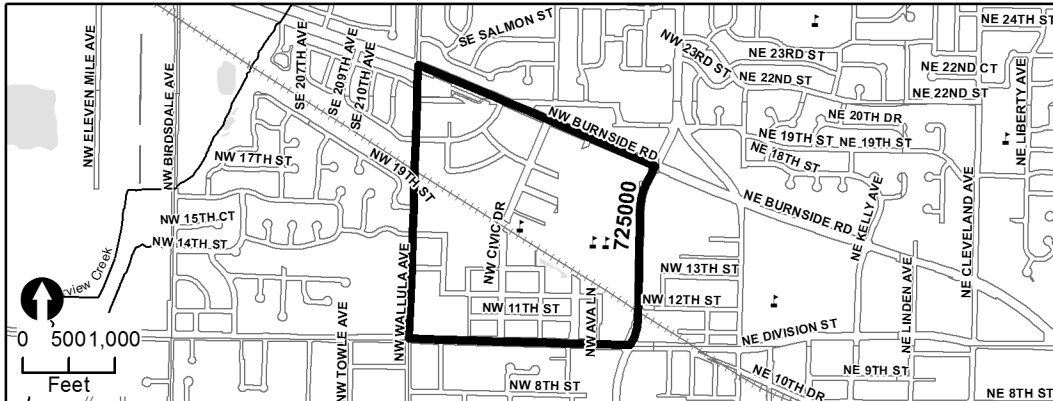 NW ELEVEN MILE AVE
NW BIRDSDALE AVE
SE 207TH AVE
SE 209TH AVE
SE 210TH AVE
SE SALMON ST
NW 23RD ST
NE 23RD ST
NE 24TH ST
NE 22ND CT
NE 22ND ST
NE 22ND ST
NE LIBERTY AVE
NE 20TH DR
NE 19TH ST
NE 19TH ST
NE 18TH ST
NW BURNSIDE RD
NW 17TH ST
NW 19TH ST
725000
NE BURNSIDE RD
NE KELLY AVE
NE CLEVELAND AVE
NW 15TH CT
NW 14TH ST
NW CIVIC DR
NW WALLULA AVE
NW 13TH ST
NW 12TH ST
NW 11TH ST
NW AVA LN
NE LINDEN AVE
NE DIVISION ST
rview Creek
0 500 1,000
Feet
NW TOWLE AVE
NW 8TH ST
NE 10TH DR
NE 9TH ST
NE 8TH ST